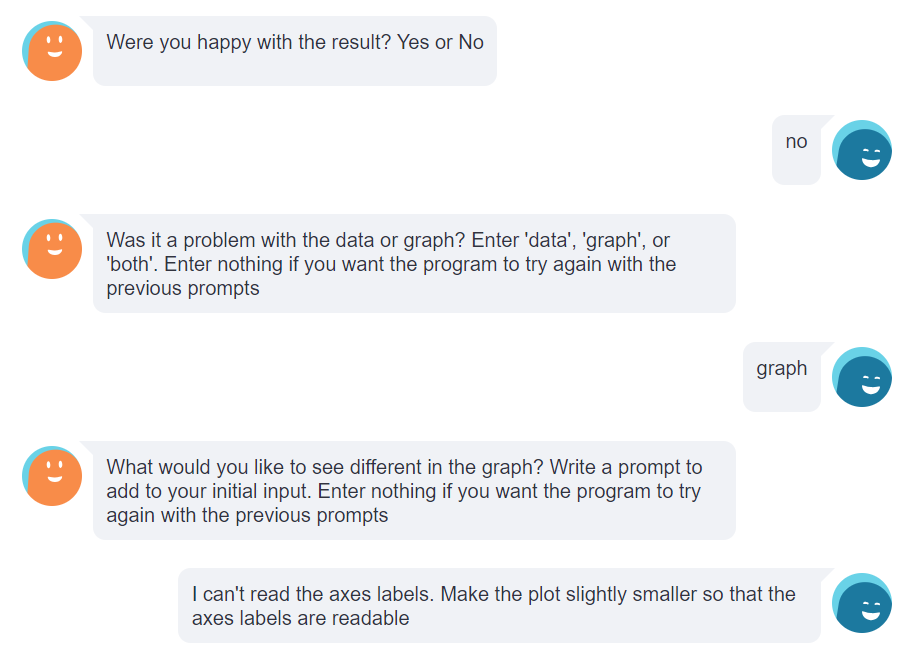 Were you happy with the result? Yes or No
no
Was it a problem with the data or graph? Enter 'data', 'graph', or
'both'. Enter nothing if you want the program to try again with the
previous prompts
graph
What would you like to see different in the graph? Write a prompt to
add to your initial input. Enter nothing if you want the program to try
again with the previous prompts
I can't read the axes labels. Make the plot slightly smaller so that the
axes labels are readable